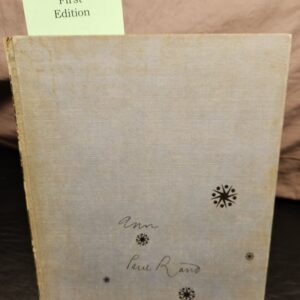 First
Edition
Ann
Paul Rand